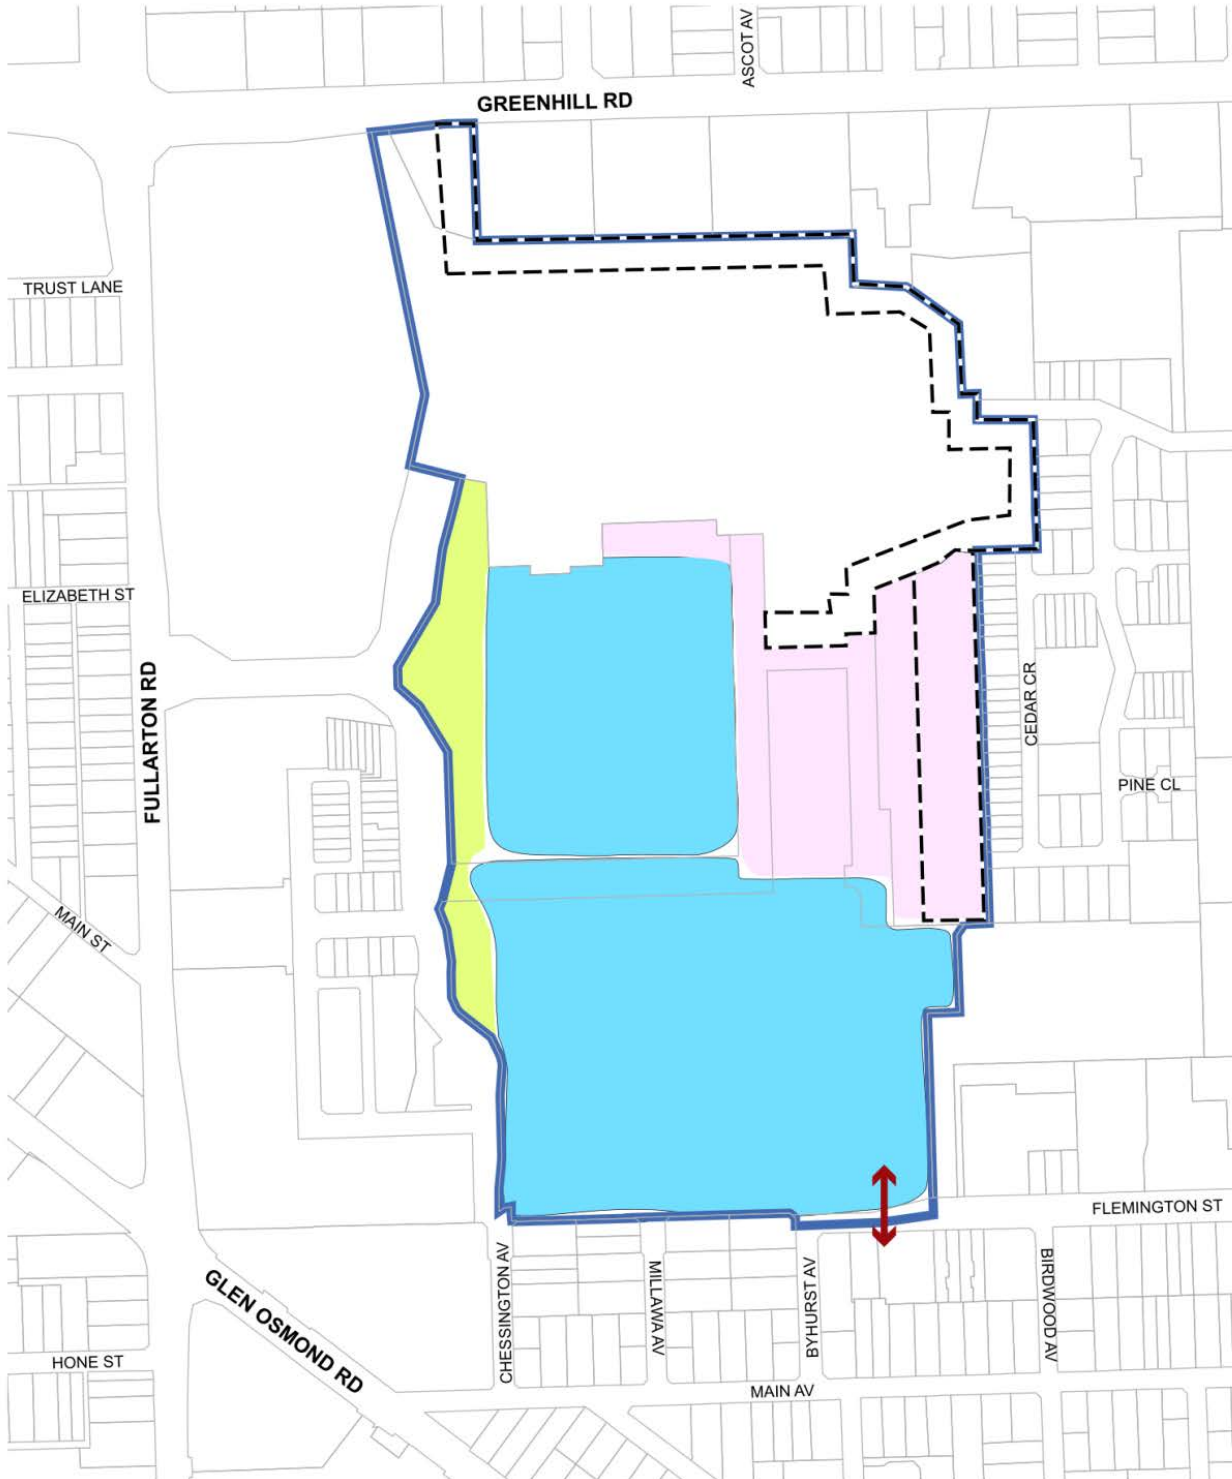 ASCOT AV
GREENHILL RD
TRUST LANE
ELIZABETH ST
FULLARTON RD
CEDAR CR
PINE CL
MAIN ST
FLEMINGTON ST
CHESSINGTON AV
MILLAWA AV
BYHURST AV
BIRDWOOD AV
GLEN OSMOND RD
HONE ST
MAIN AV